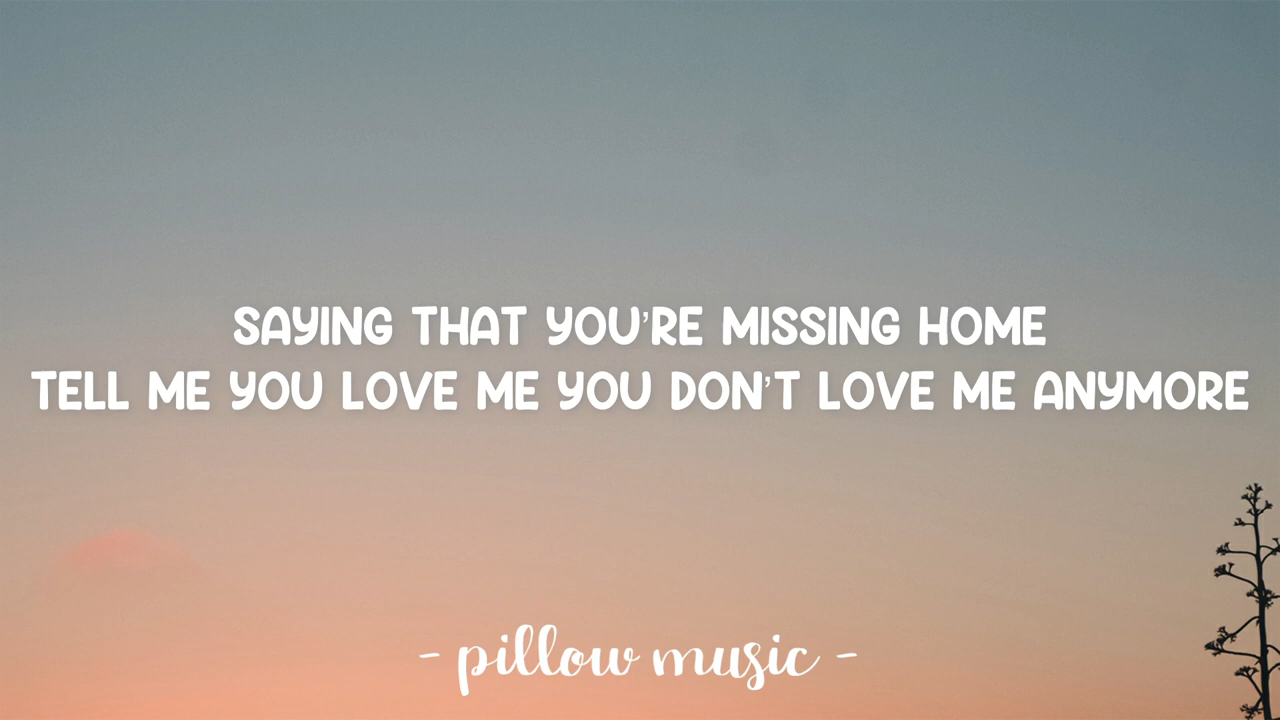 SAYING THAT YOU'RE MISSING HOME
TELL ME YOU LOVE ME YOU DON'T LOVE ME ANYMORE
- pillow music -